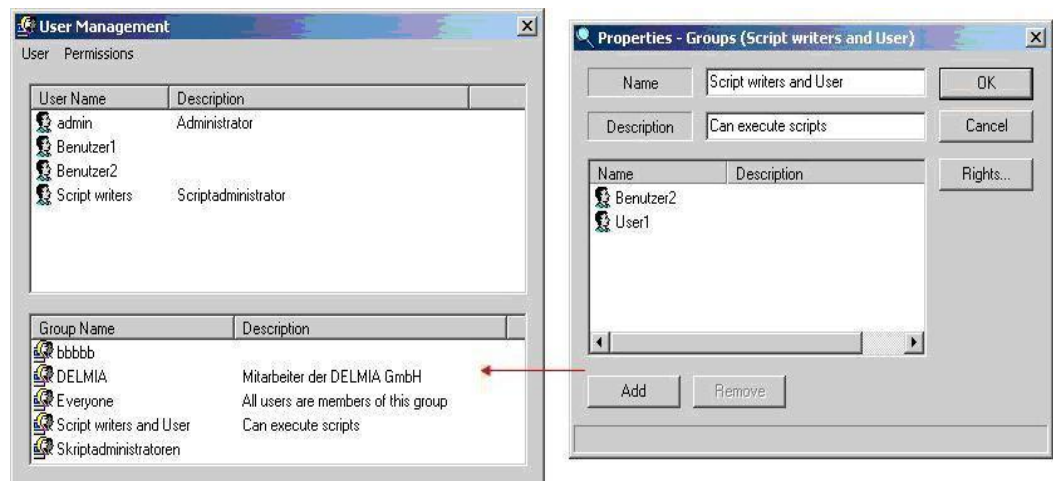 User Management
User Permissions
User Name Description
admin Administrator
Benutzer1
Benutzer2
Script writers Scriptadministrator
Group Name Description
bbbbb
DELMIA Mitarbeiter der DELMIA GmbH
Everyone All users are members of this group
Script writers and User Can execute scripts
Skriptadministratoren
Properties - Groups (Script writers and User)
Name Script writers and User OK
Description Can execute scripts Cancel
Name Description Rights...
Benutzer2
User1
Add Remove